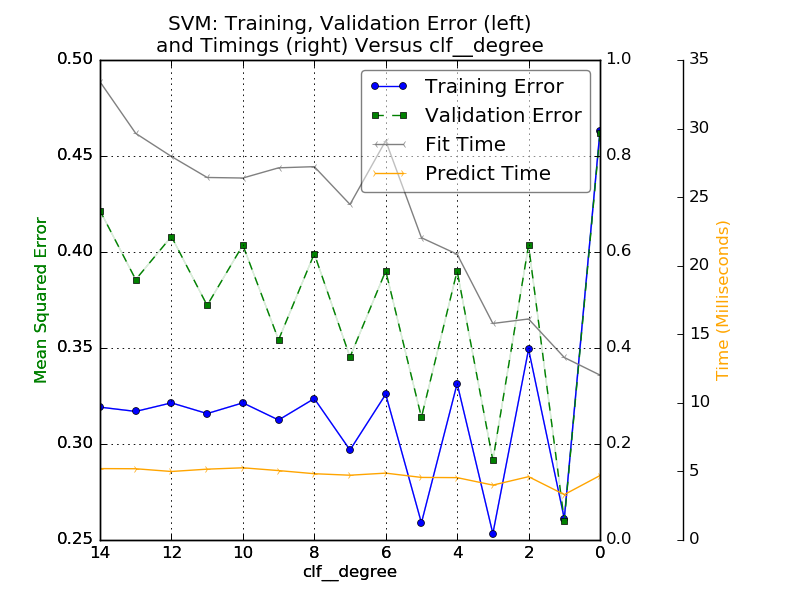 SVM: Training, Validation Error (left)
and Timings (right) Versus clf__degree
Training Error
Validation Error
Fit Time
Predict Time
Mean Squared Error
0.50
0.45
0.40
0.35
0.30
0.25
14 12 10 8 6 4 2 0
clf__degree
1.0
0.8
0.6
0.4
0.2
0.0
35
30
25
20
15
10
5
0
Time (Milliseconds)